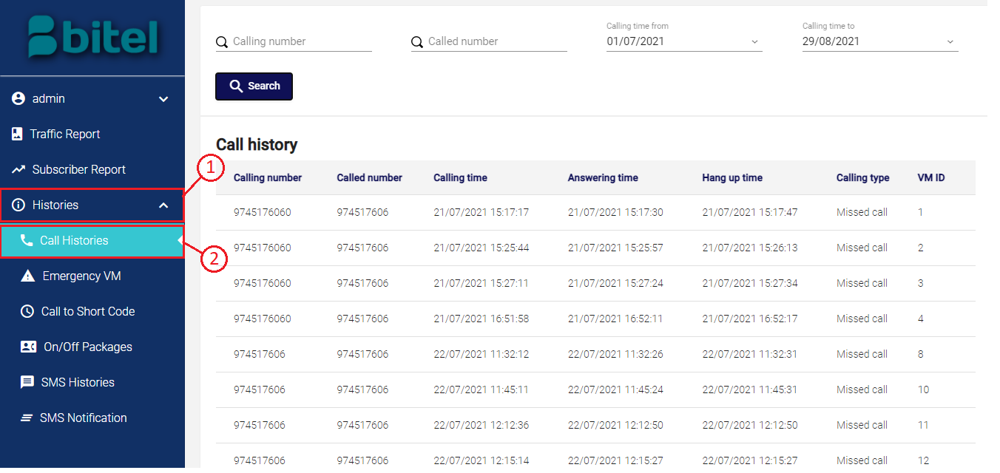 bitel
admin
Traffic Report
Subscriber Report
Histories
Call Histories
Emergency VM
Call to Short Code
On/Off Packages
SMS Histories
SMS Notification
1
2
Calling time from
Calling time to
Calling number
Called number
01/07/2021
29/08/2021
Search
Call history
Calling number Called number Calling time Answering time Hang up time Calling type VM ID
9745176060 974517606 21/07/2021 15:17:17 21/07/2021 15:17:30 21/07/2021 15:17:47 Missed call 1
9745176060 974517606 21/07/2021 15:25:44 21/07/2021 15:25:57 21/07/2021 15:26:13 Missed call 2
9745176060 974517606 21/07/2021 15:27:11 21/07/2021 15:27:24 21/07/2021 15:27:34 Missed call 3
9745176060 974517606 21/07/2021 16:51:58 21/07/2021 16:52:11 21/07/2021 16:52:17 Missed call 4
974517606 974517606 22/07/2021 11:32:12 22/07/2021 11:32:26 22/07/2021 11:32:31 Missed call 8
974517606 974517606 22/07/2021 11:45:11 22/07/2021 11:45:24 22/07/2021 11:45:31 Missed call 10
974517606 974517606 22/07/2021 12:12:36 22/07/2021 12:12:50 22/07/2021 12:12:50 Missed call 11
974517606 974517606 22/07/2021 12:15:14 22/07/2021 12:15:27 22/07/2021 12:15:27 Missed call 12